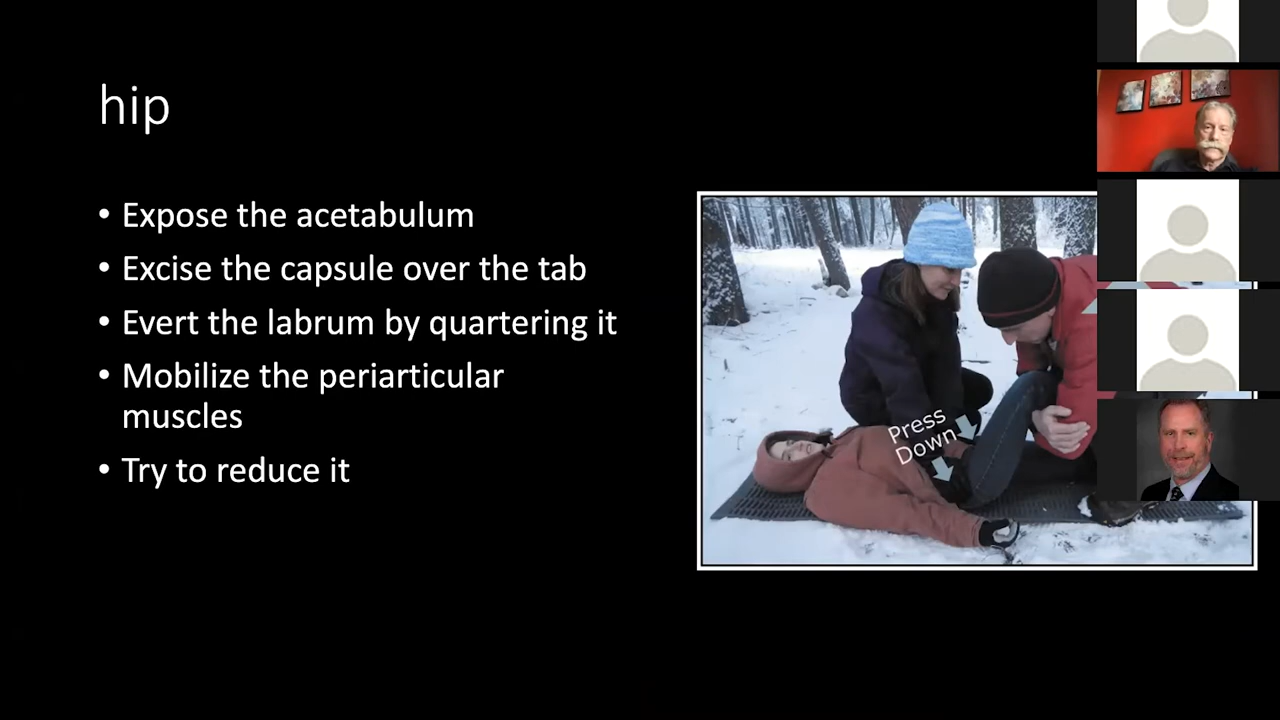 hip
• Expose the acetabulum
• Excise the capsule over the tab
• Evert the labrum by quartering it
• Mobilize the periarticular
muscles
• Try to reduce it
Press
Down